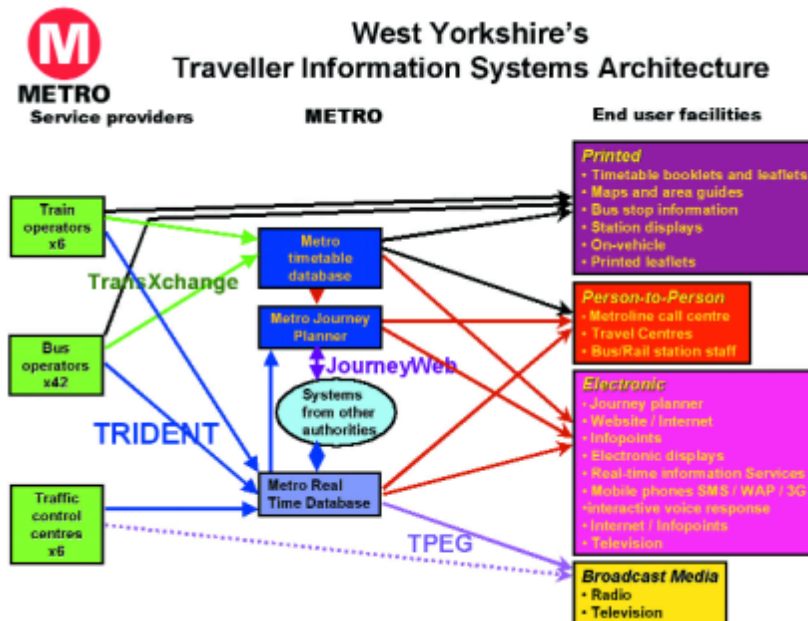 West Yorkshire's
Traveller Information Systems Architecture
M
METRO
Service providers
METRO
End user facilities
Train
operators
x6
Bus
operators
x42
Traffic
control
centres
x6
TransXchange
TRIDENT
Metro
timetable
database
Metro Journey
Planner
JourneyWeb
Systems
from other
authorities
Metro Real
Time Database
TPEG
Printed
• Timetable booklets and leaflets
• Maps and area guides
• Bus stop information
• Station displays
• On-vehicle
• Printed leaflets
Person-to-Person
• Metroline call centre
• Travel Centres
• Bus/Rail station staff
Electronic
• Journey planner
• Website / Internet
• Infopoints
• Electronic displays
• Real-time information Services
• Mobile phones SMS / WAP / 3G
•interactive voice response
• Internet / Infopoints
• Television
Broadcast Media
• Radio
• Television